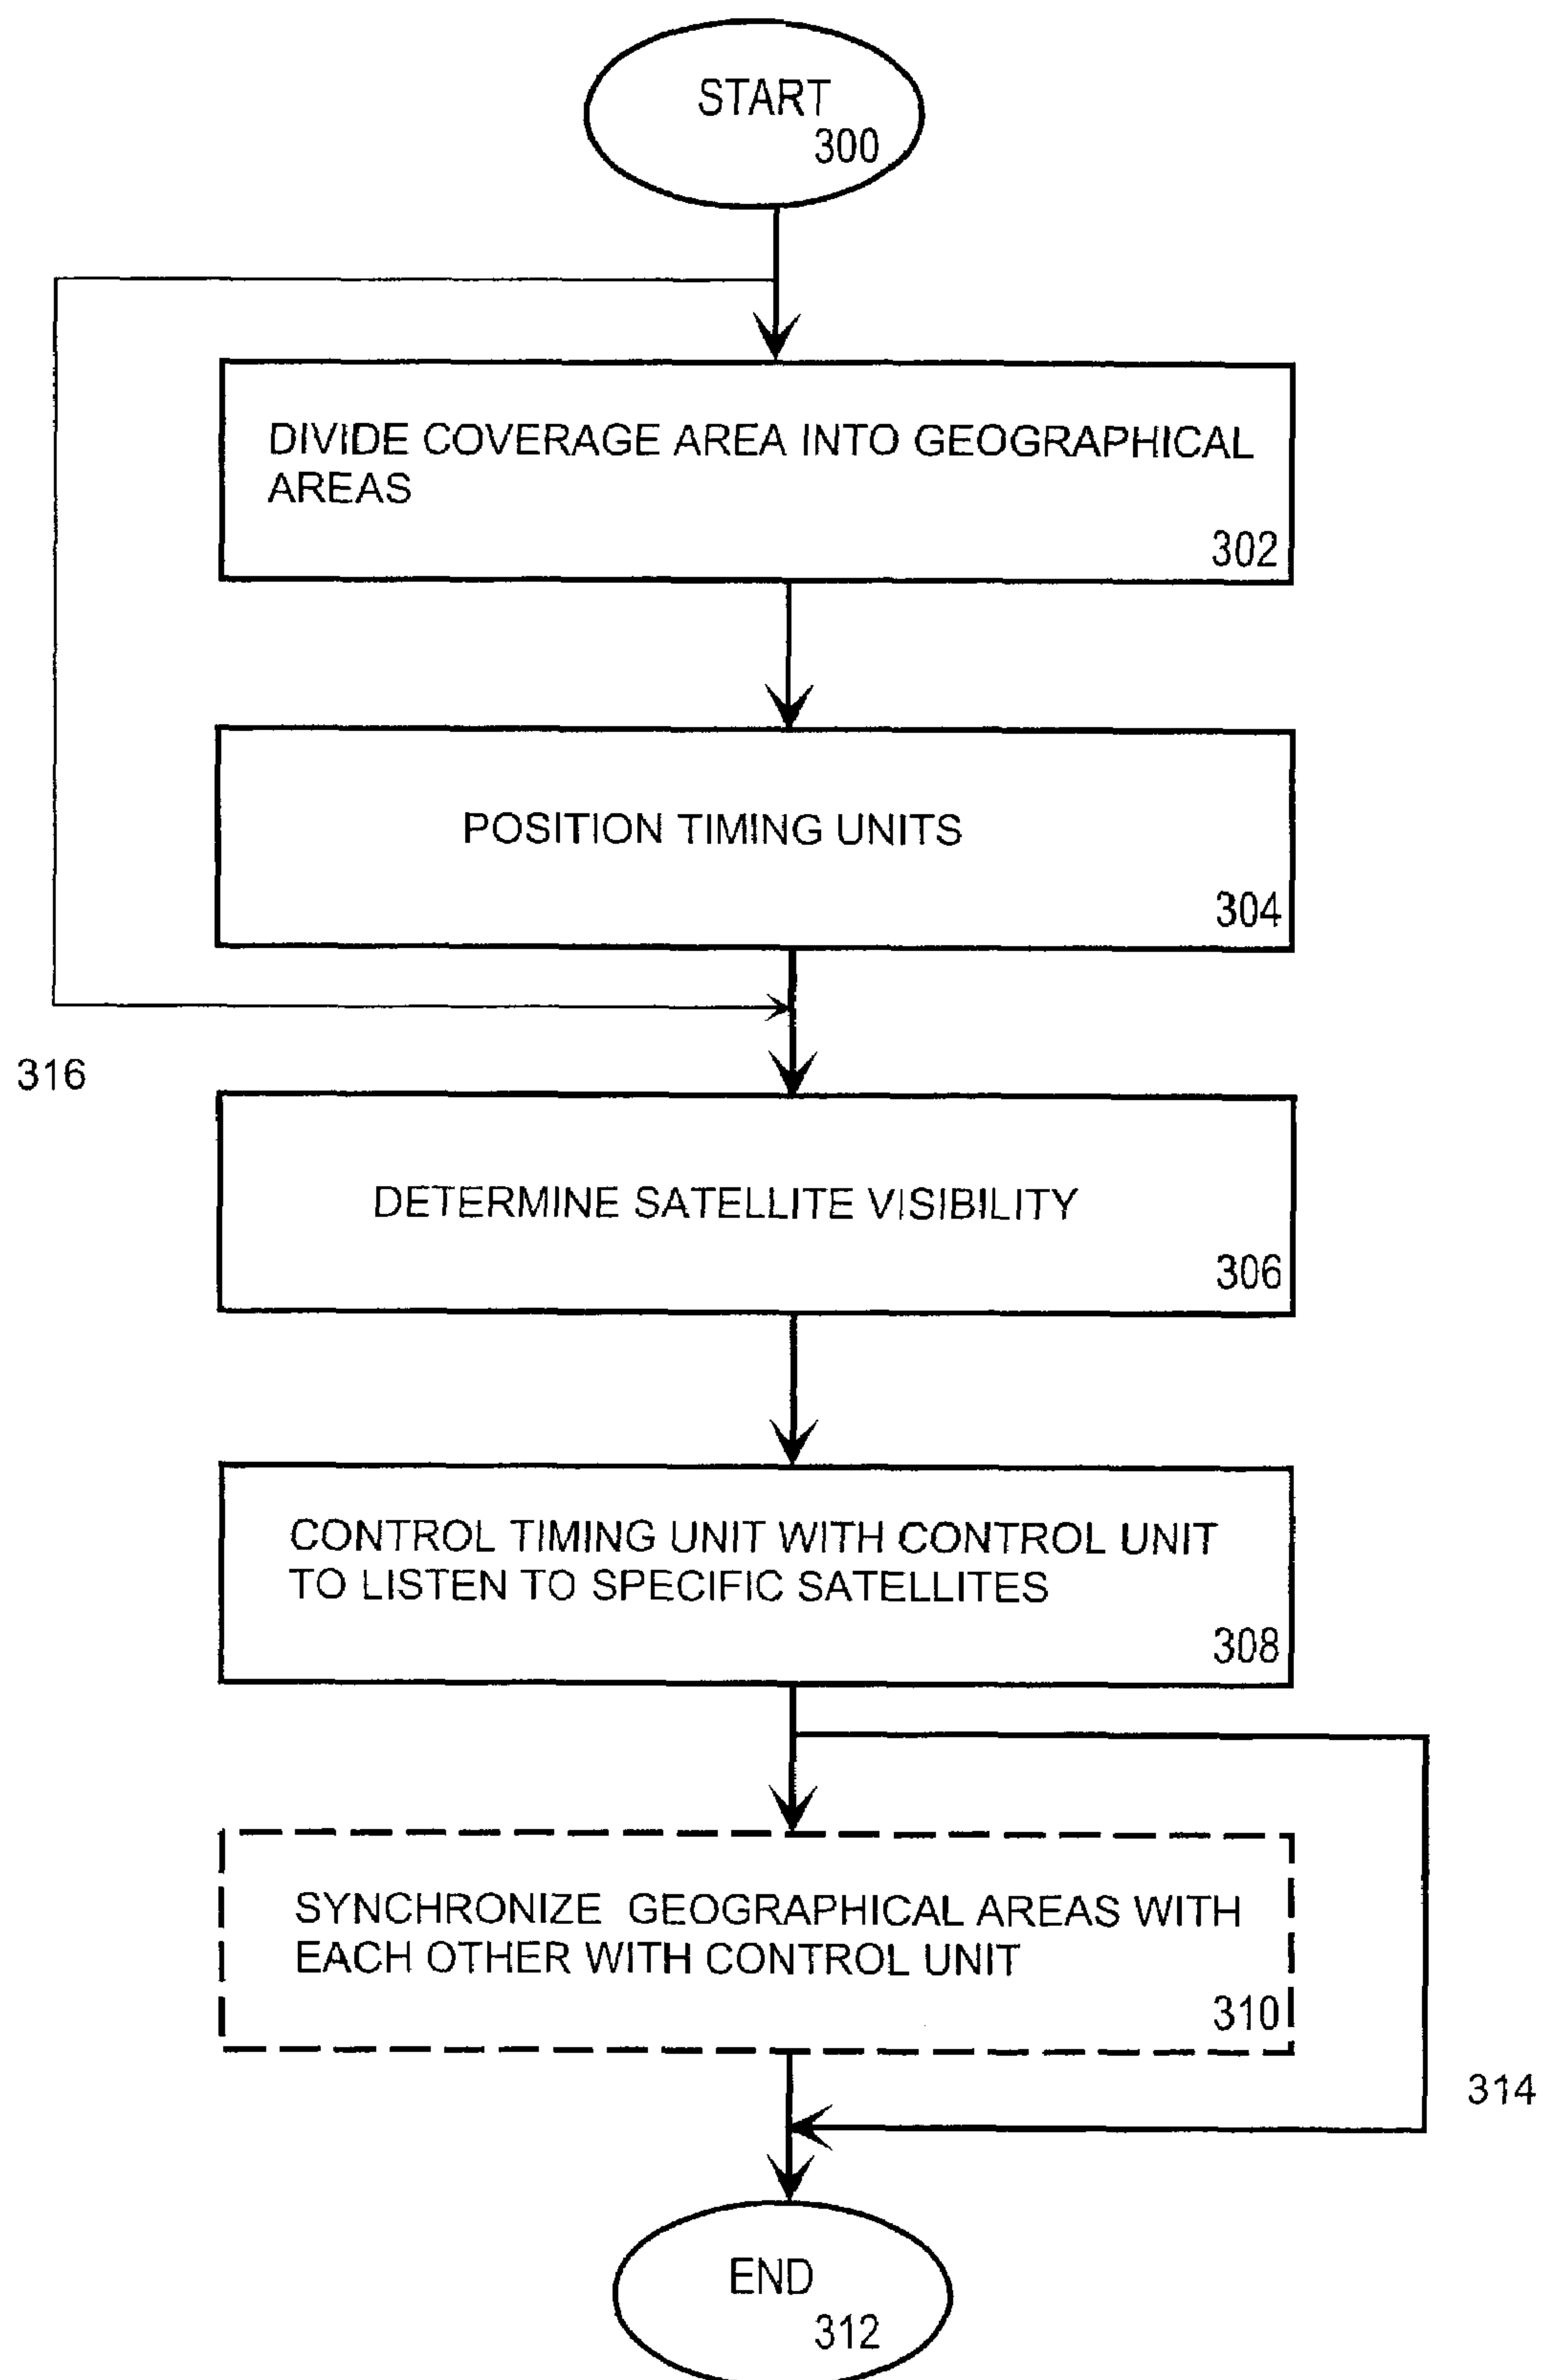 START
300
DIVIDE COVERAGE AREA INTO GEOGRAPHICAL
AREAS
302
POSITION TIMING UNITS
304
316
DETERMINE SATELLITE VISIBILITY
306
CONTROL TIMING UNIT WITH CONTROL UNIT
TO LISTEN TO SPECIFIC SATELLITES
308
SYNCHRONIZE GEOGRAPHICAL AREAS WITH
EACH OTHER WITH CONTROL UNIT
310
314
END
312